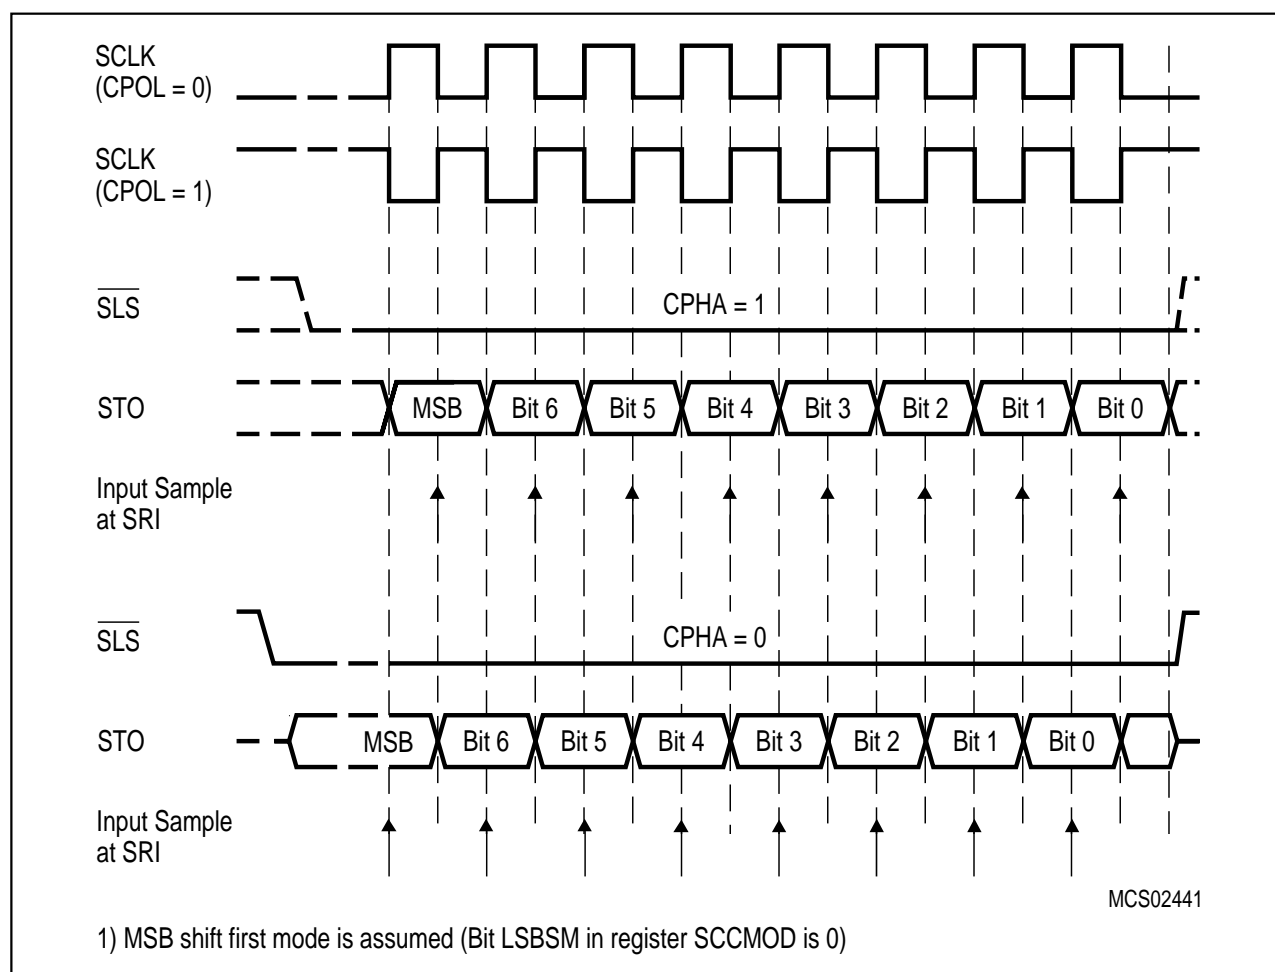 SCLK
(CPOL = 0)
SCLK
(CPOL = 1)
SLS
CPHA = 1
STO
MSB Bit 6 Bit 5 Bit 4 Bit 3 Bit 2 Bit 1 Bit 0
Input Sample
at SRI
SLS
CPHA = 0
STO
MSB Bit 6 Bit 5 Bit 4 Bit 3 Bit 2 Bit 1 Bit 0
Input Sample
at SRI
MCS02441
1) MSB shift first mode is assumed (Bit LSBSM in register SCCMOD is 0)